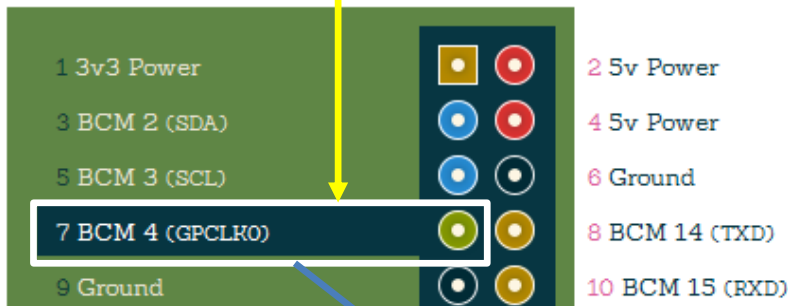 1 3v3 Power 2 5v Power
3 BCM 2 (SDA) 4 5v Power
5 BCM 3 (SCL) 6 Ground
7 BCM 4 (GPCLK0) 8 BCM 14 (TXD)
9 Ground 10 BCM 15 (RXD)